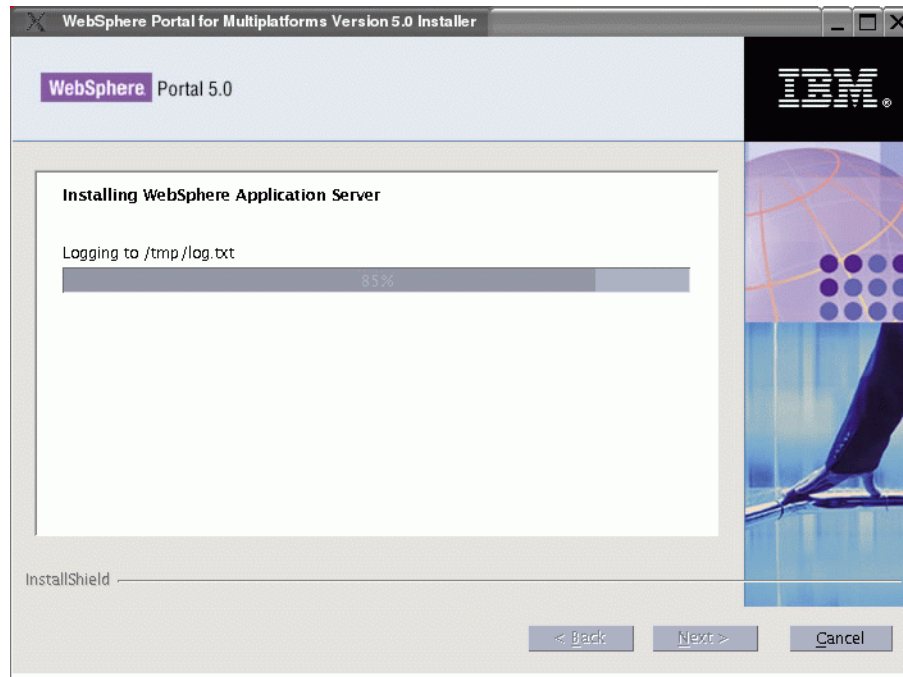 WebSphere Portal for Multiplatforms Version 5.0 Installer
WebSphere. Portal 5.0
IBM®
Installing WebSphere Application Server
Logging to /tmp/log.txt
85%
InstallShield
< Back Next > Cancel